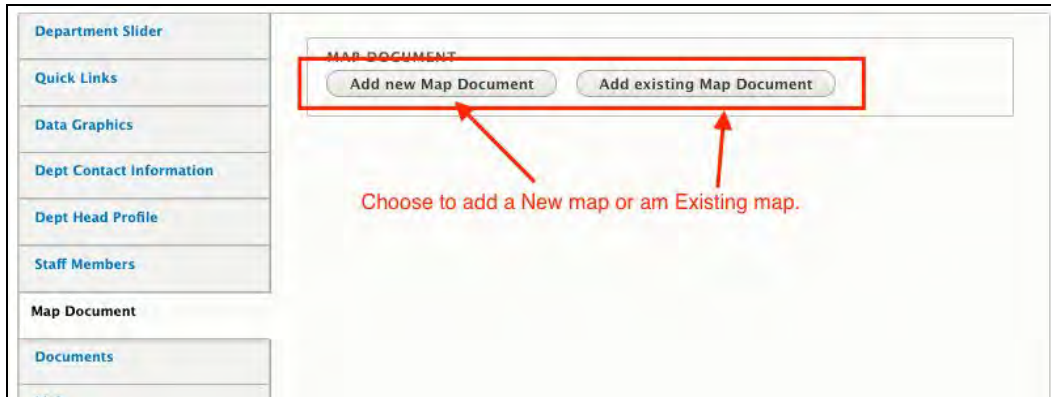 Department Slider
Quick Links
Data Graphics
Dept Contact Information
Dept Head Profile
Staff Members
Map Document
Documents
MAP DOCUMENT
Add new Map Document Add existing Map Document
Choose to add a New map or am Existing map.